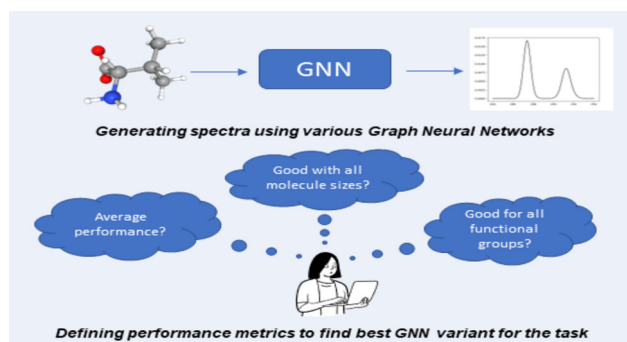 GNN
Generating spectra using various Graph Neural Networks
Good with all
molecule sizes?
Average
performance?
Good for all
functional
groups?
Defining performance metrics to find best GNN variant for the task